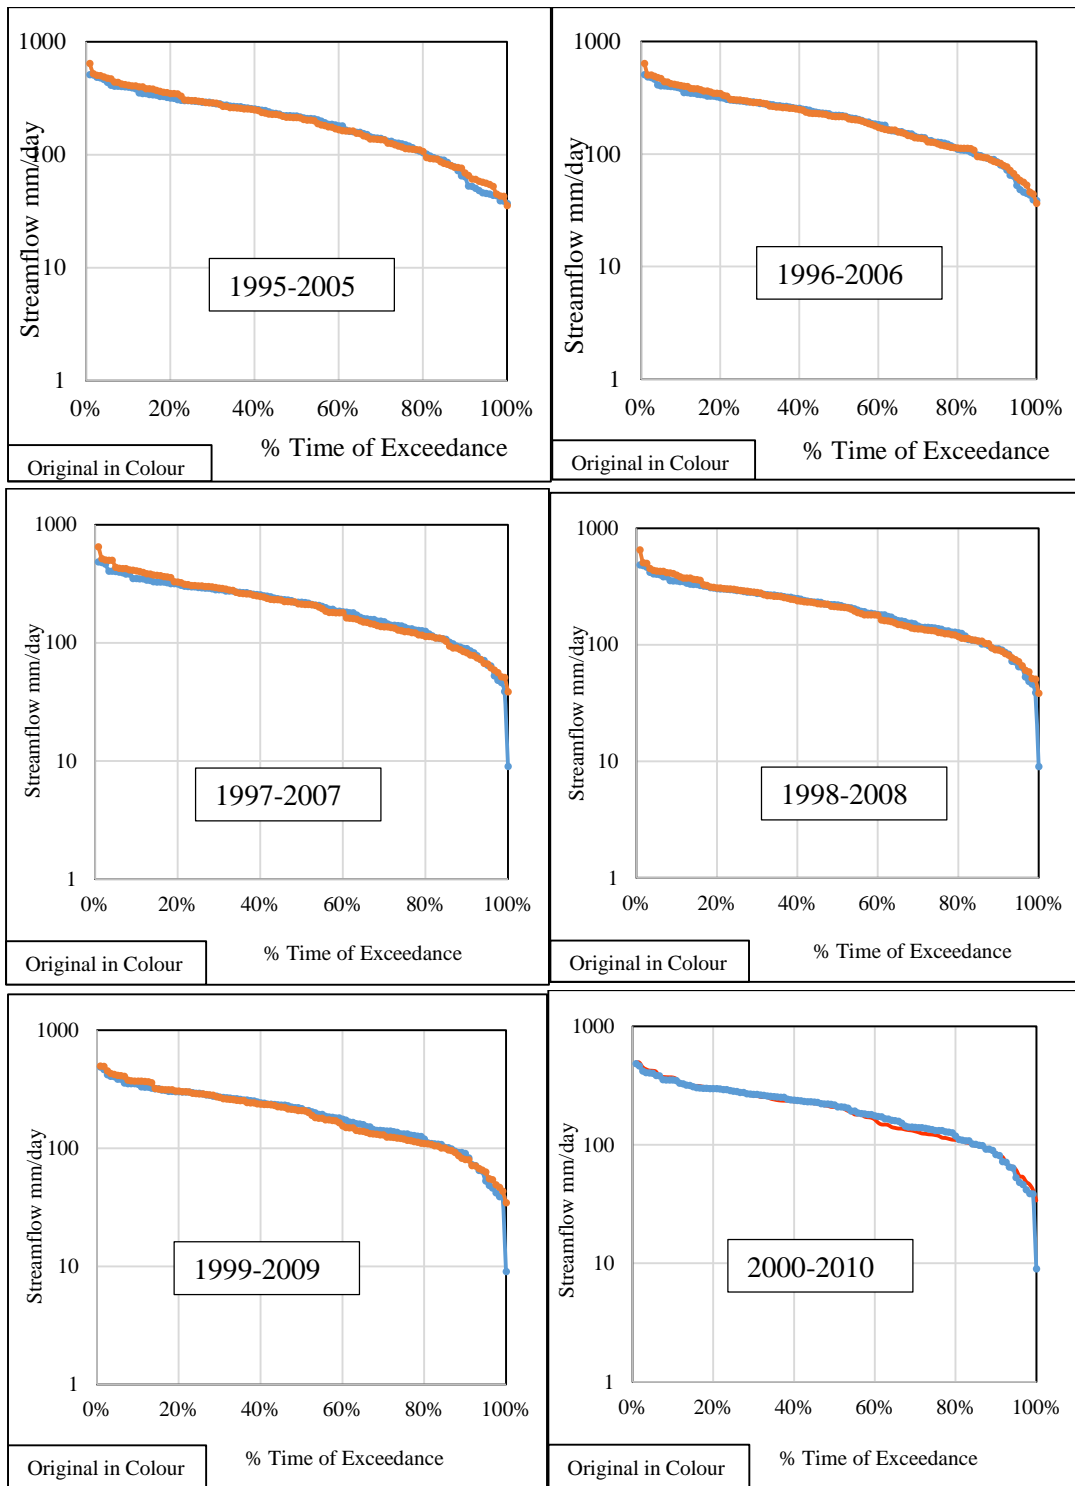 1000
100
10
1
Streamflow mm/day
1995-2005
0% 20% 40% 60% 80% 100%
% Time of Exceedance
Original in Colour
1000
100
10
1
Streamflow mm/day
1996-2006
0% 20% 40% 60% 80% 100%
% Time of Exceedance
Original in Colour
1000
100
10
1
Streamflow mm/day
1997-2007
0% 20% 40% 60% 80% 100%
% Time of Exceedance
Original in Colour
1000
100
10
1
Streamflow mm/day
1998-2008
0% 20% 40% 60% 80% 100%
% Time of Exceedance
Original in Colour
1000
100
10
1
Streamflow mm/day
1999-2009
0% 20% 40% 60% 80% 100%
% Time of Exceedance
Original in Colour
1000
100
10
1
Streamflow mm/day
2000-2010
0% 20% 40% 60% 80% 100%
% Time of Exceedance
Original in Colour